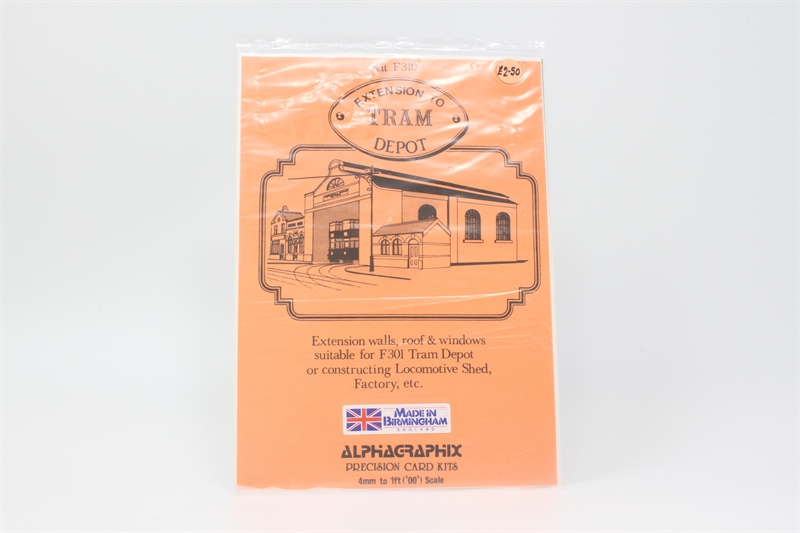 Kit F319
£2-50
EXTENSION TO
TRAM
DEPOT
Extension walls, roof & windows
suitable for F301 Tram Depot
or constructing Locomotive Shed,
Factory, etc.
MADE IN
BIRMINGHAM
ENGLAND
ALPHAGRAPHIX
PRECISION CARD KITS
4mm to 1ft ('00') Scale